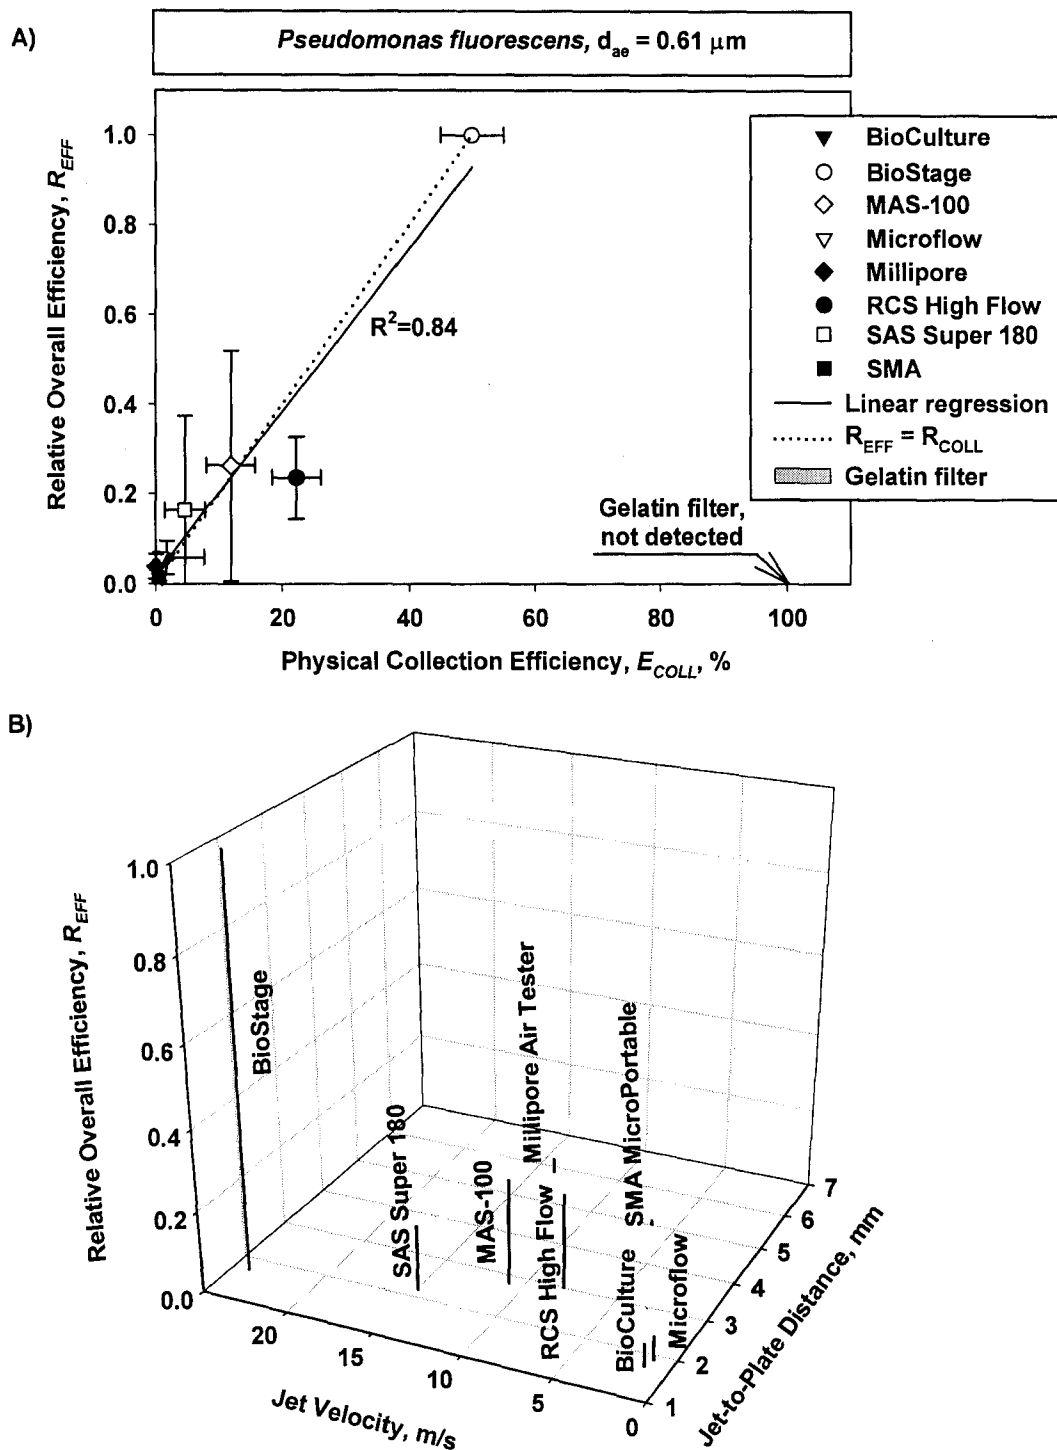 A)
Pseudomonas fluorescens, dae = 0.61 μm
Relative Overall Efficiency, REFF
1.0
0.8
0.6
0.4
0.2
0.0
R2=0.84
BioCulture
BioStage
MAS-100
Microflow
Millipore
RCS High Flow
SAS Super 180
SMA
Linear regression
REFF = RCOLL
Gelatin filter
Gelatin filter,
not detected
0 20 40 60 80 100
Physical Collection Efficiency, ECOLL, %
B)
Relative Overall Efficiency, REFF
1.0
0.8
0.6
0.4
0.2
0.0
BioStage
SAS Super 180
MAS-100
Millipore Air Tester
RCS High Flow
SMA MicroPortable
BioCulture
Microflow
20
15
10
5
0
Jet Velocity, m/s
7
6
5
4
3
2
1
Jet-to-Plate Distance, mm